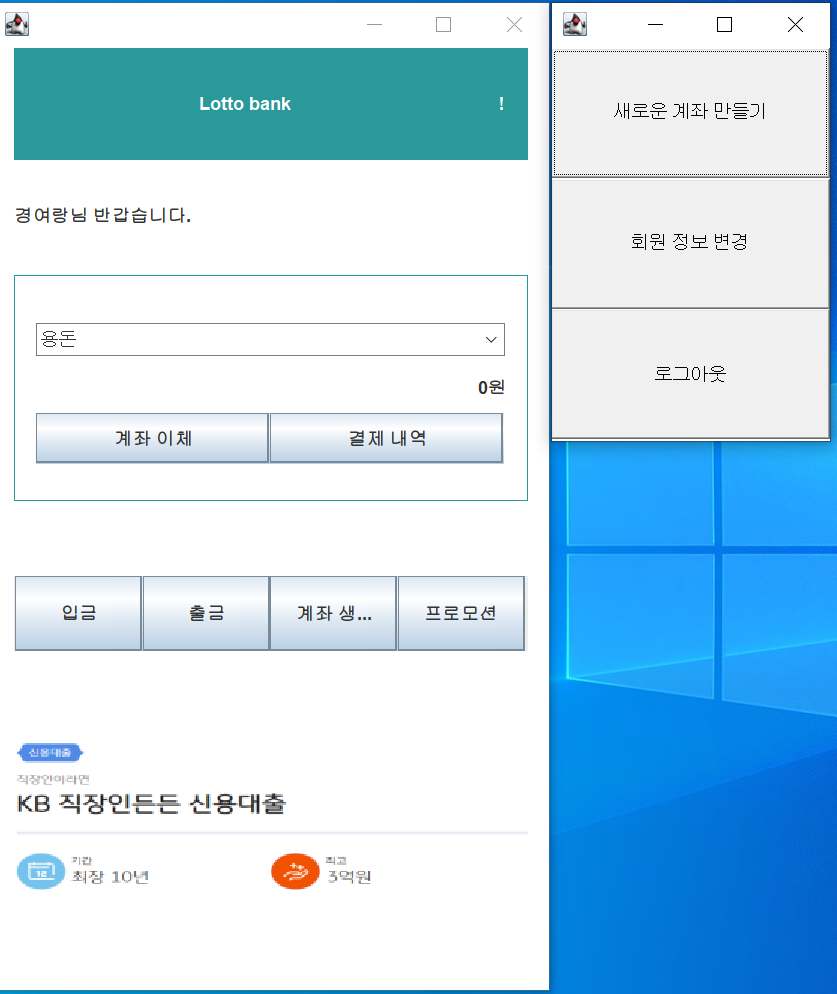 Lotto bank !
경여랑님 반갑습니다.
용돈
0원
계좌 이체 결제 내역
입금 출금 계좌 생... 프로모션
신용대출
직장인이라면
KB 직장인든든 신용대출
기간 최고
최장 10년 3억원
새로운 계좌 만들기
회원 정보 변경
로그아웃